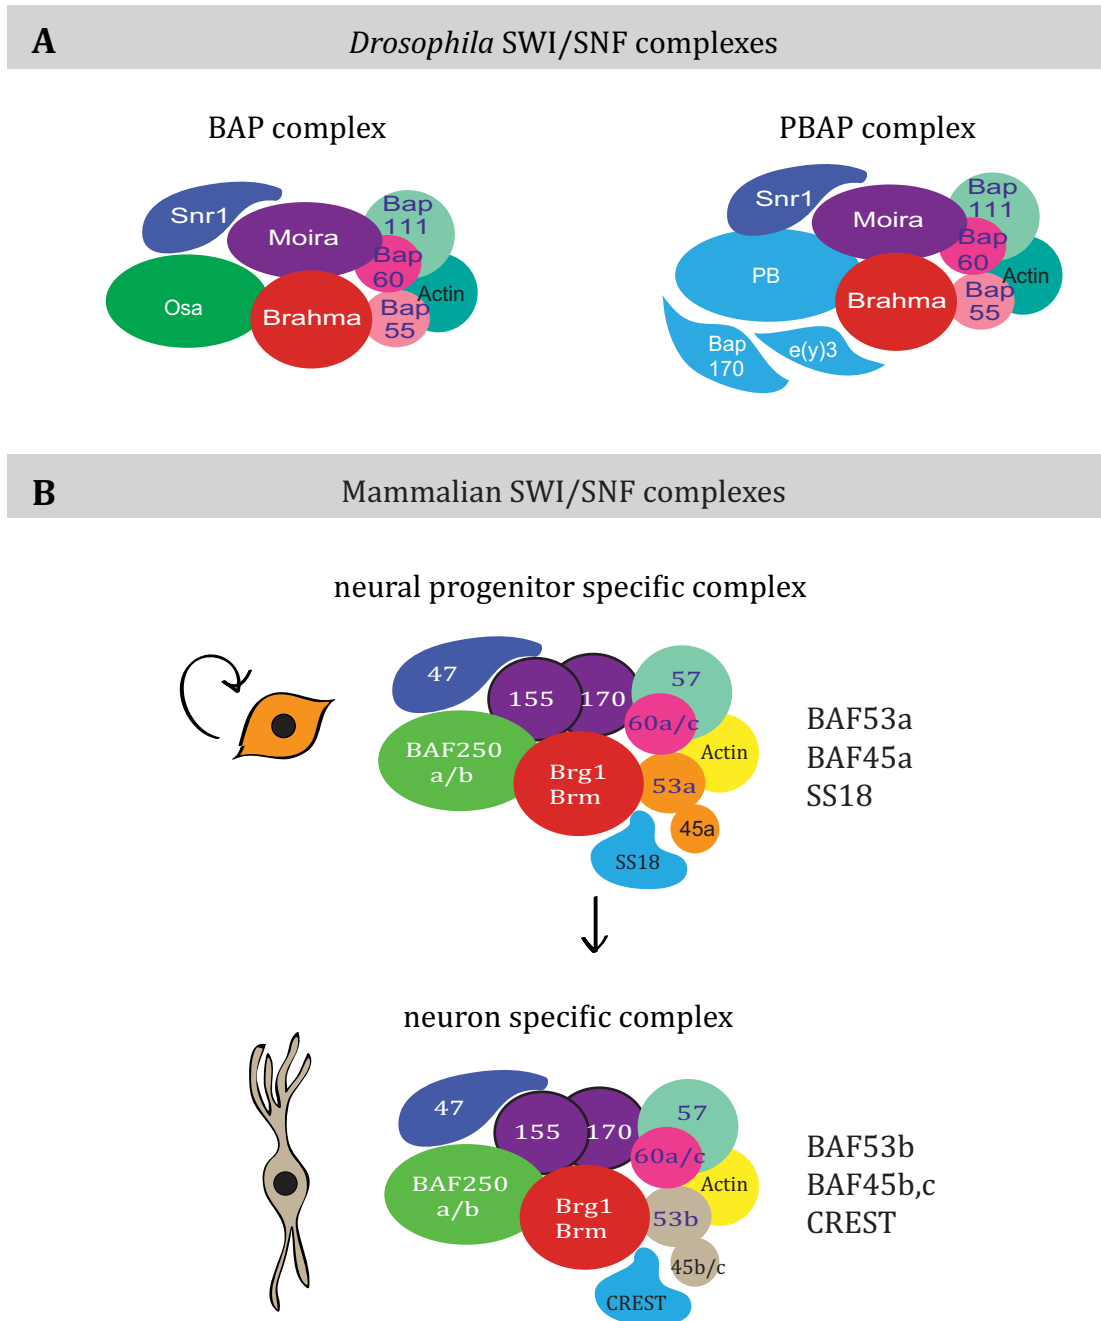 A
Drosophila SWI/SNF complexes
BAP complex
Snr1
Moira
Bap
111
Bap
60
Actin
Bap
55
Osa
Brahma
PBAP complex
Snr1
Moira
Bap
111
Bap
60
Actin
Bap
55
PB
Brahma
Bap
170
e(y)3
B
Mammalian SWI/SNF complexes
neural progenitor specific complex
47
155
170
57
60a/c
BAF250
a/b
Brg1
Brm
Actin
53a
45a
SS18
BAF53a
BAF45a
SS18
neuron specific complex
47
155
170
57
60a/c
BAF250
a/b
Brg1
Brm
Actin
53b
45b/c
CREST
BAF53b
BAF45b,c
CREST